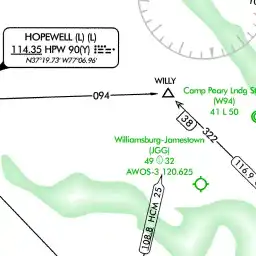 HOPEWELL (L) (L)
114.35 HPW 90(Y)
N37°19.73' W77°06.96'
WILLY
094
Camp Peary Lndg St
(W94)
41 L 50
38
322
Williamsburg-Jamestown
(JGG)
49 32
AWOS-3 120.625
116.9
108.8 HCM 25